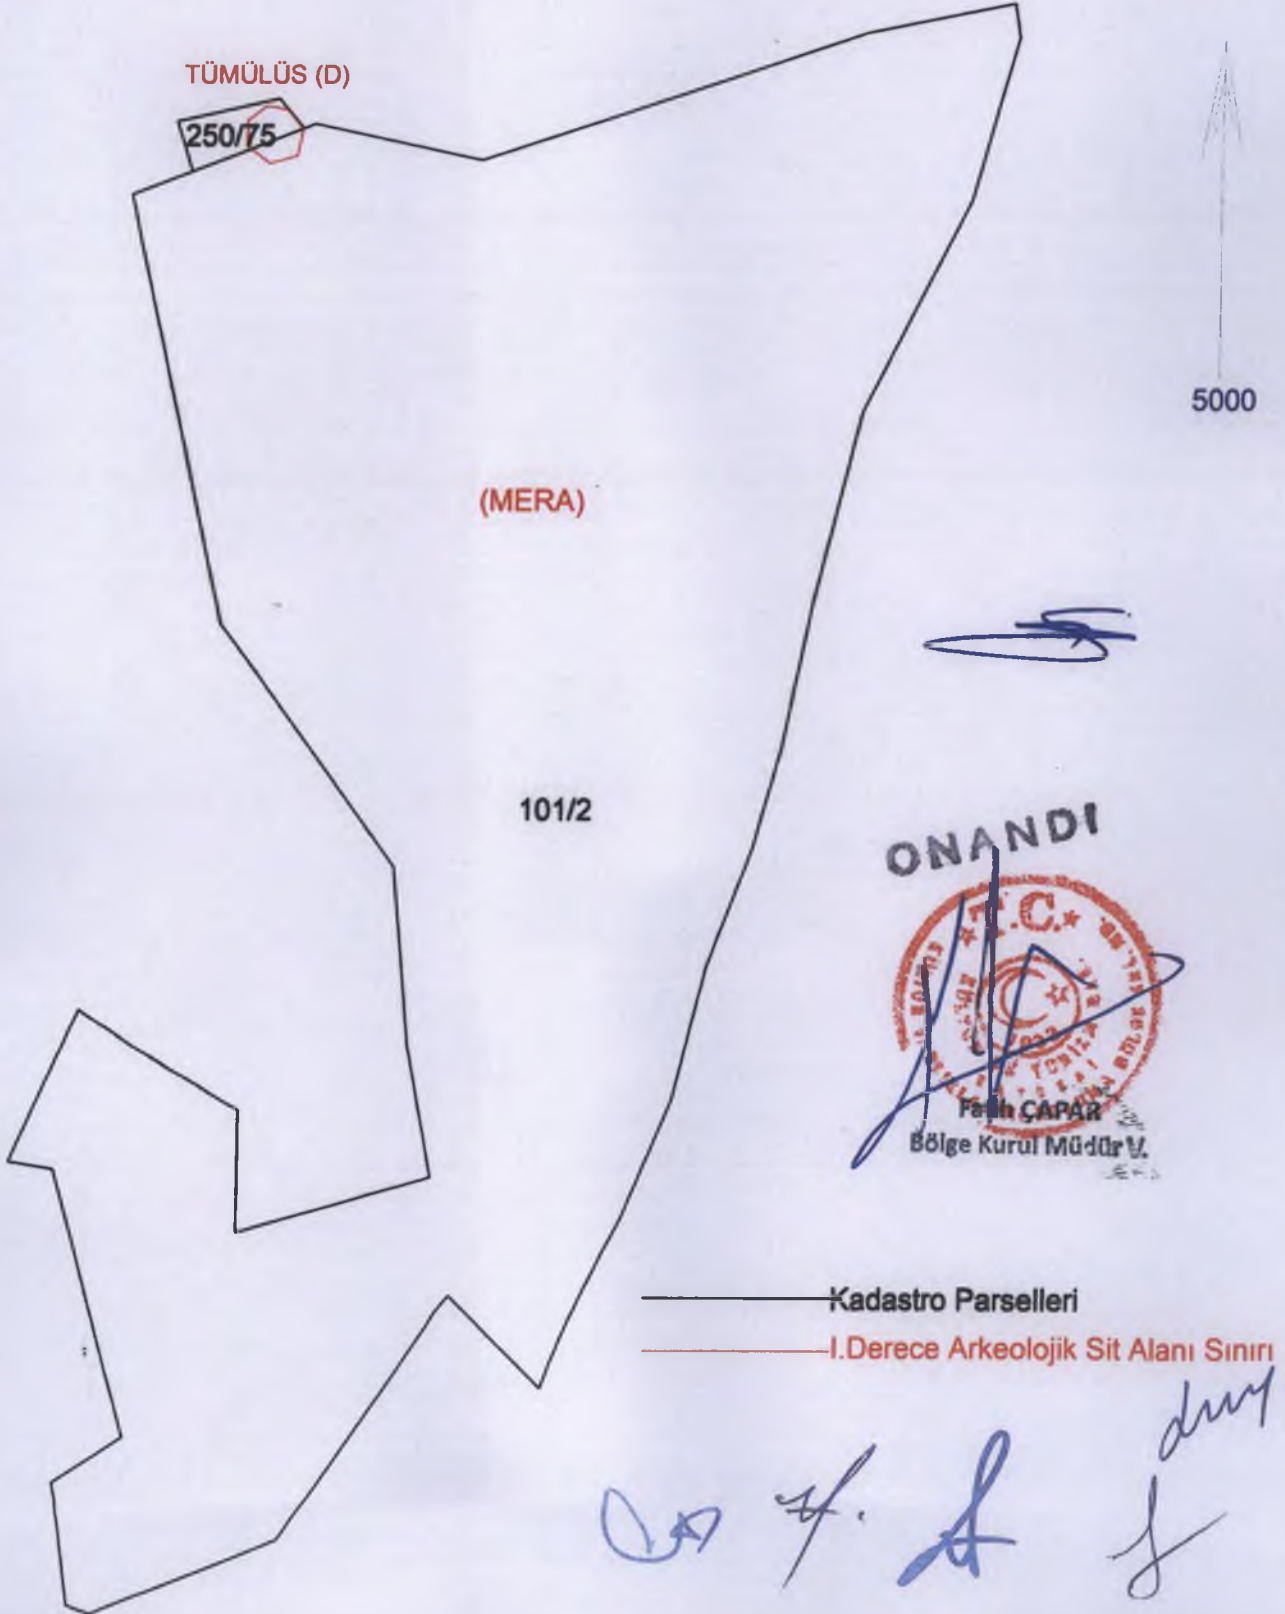 TÜMÜLÜS (D)
250/75
5000
(MERA)
101/2
ONANDI
T.C.
Fatih ÇAPAR
Bölge Kurul Müdür V.
Kadastro Parselleri
I.Derece Arkeolojik Sit Alanı Sınırı